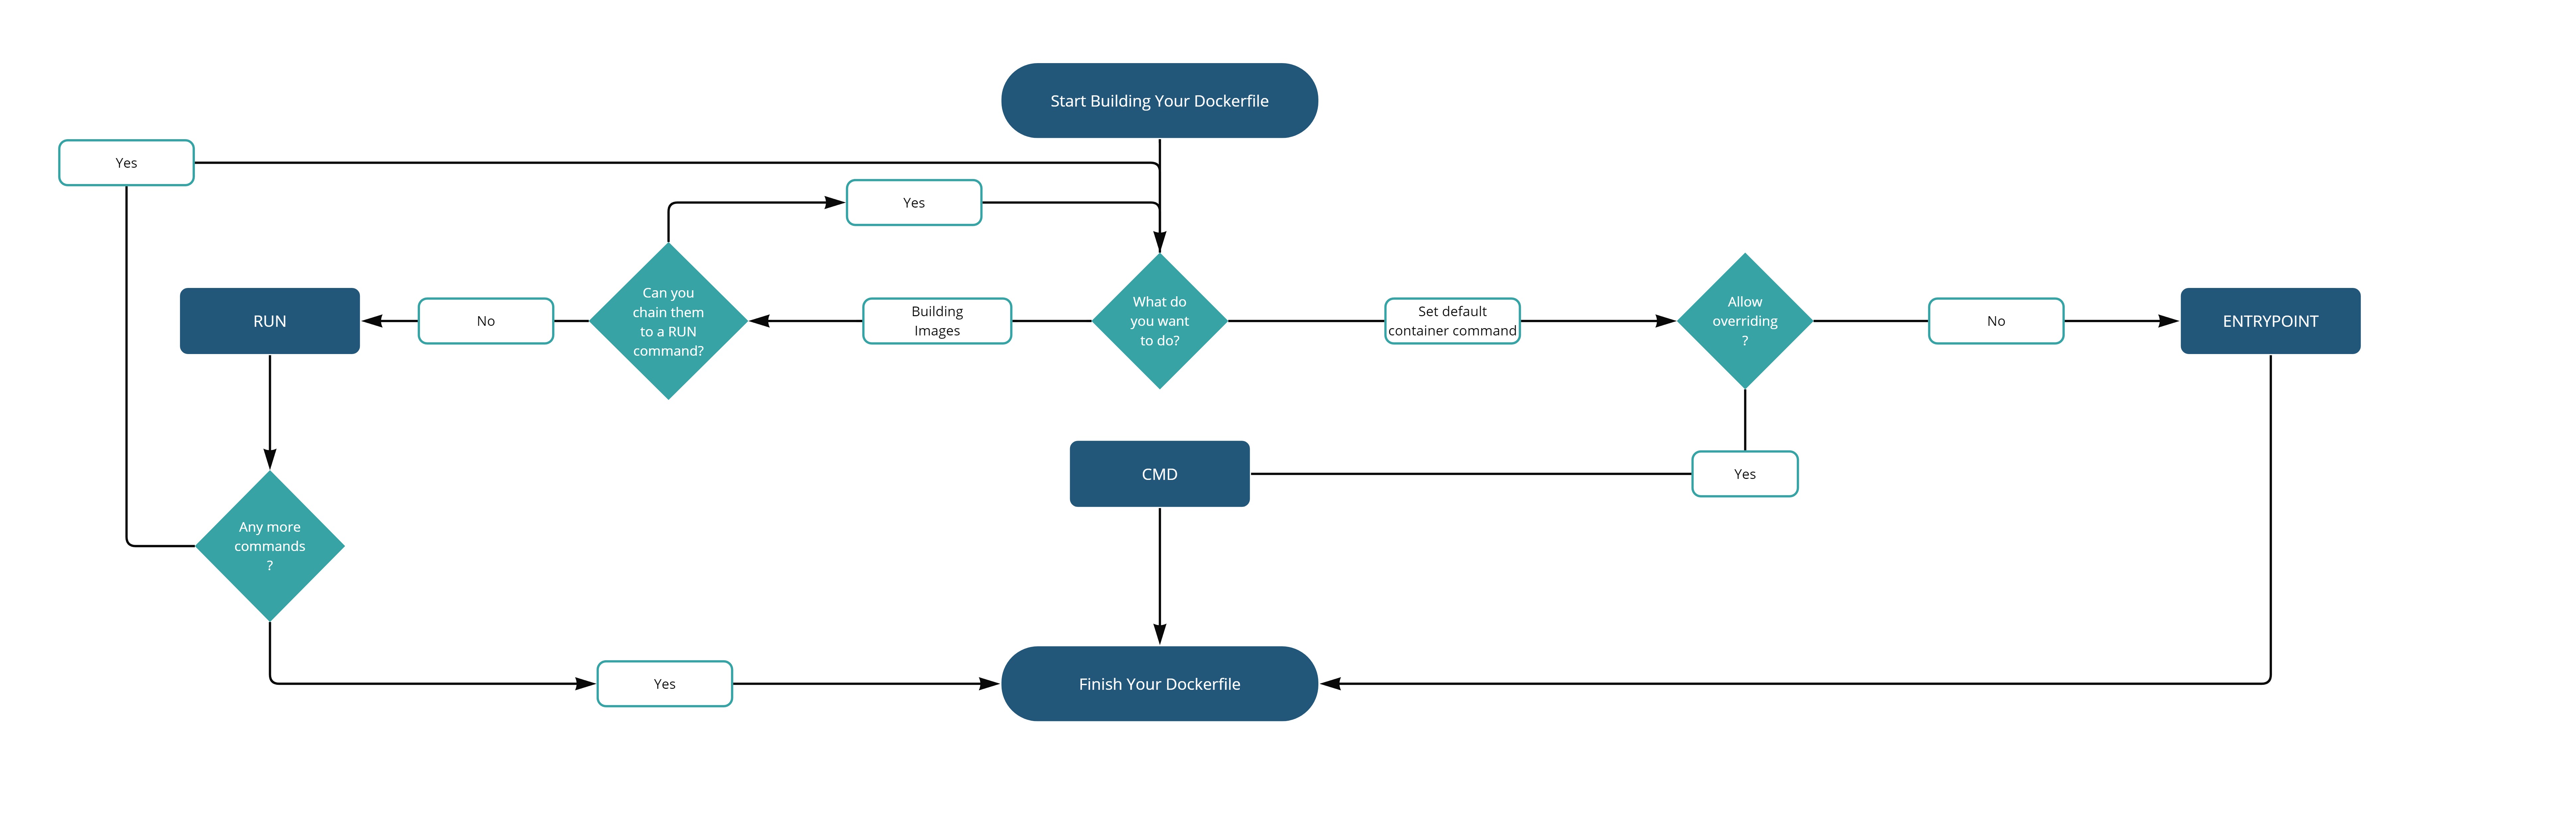 Start Building Your Dockerfile
Yes
Yes
RUN
No
Can you
chain them
to a RUN
command?
Building
Images
What do
you want
to do?
Set default
container command
Allow
overriding
?
No
ENTRYPOINT
CMD
Yes
Any more
commands
?
Yes
Finish Your Dockerfile